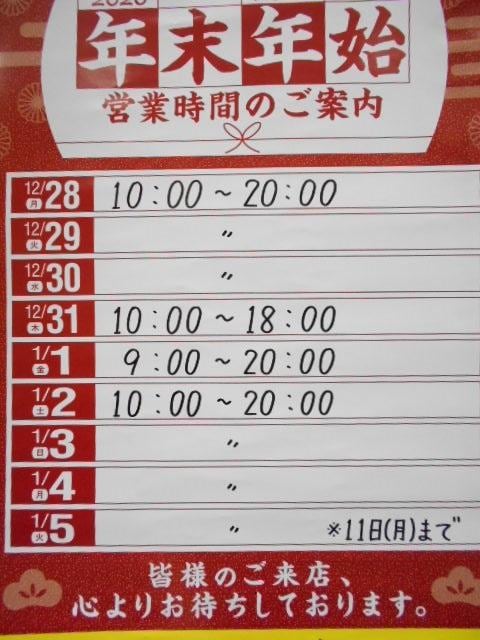 2020
年末年始
営業時間のご案内
12/28 月 10:00 ~ 20:00
12/29 火 〃
12/30 水 〃
12/31 木 10:00 ~ 18:00
1/1 金 9:00 ~ 20:00
1/2 土 10:00 ~ 20:00
1/3 日 〃
1/4 月 〃
1/5 火 〃 ※11日(月)まで
皆様のご来店、
心よりお待ちしております。